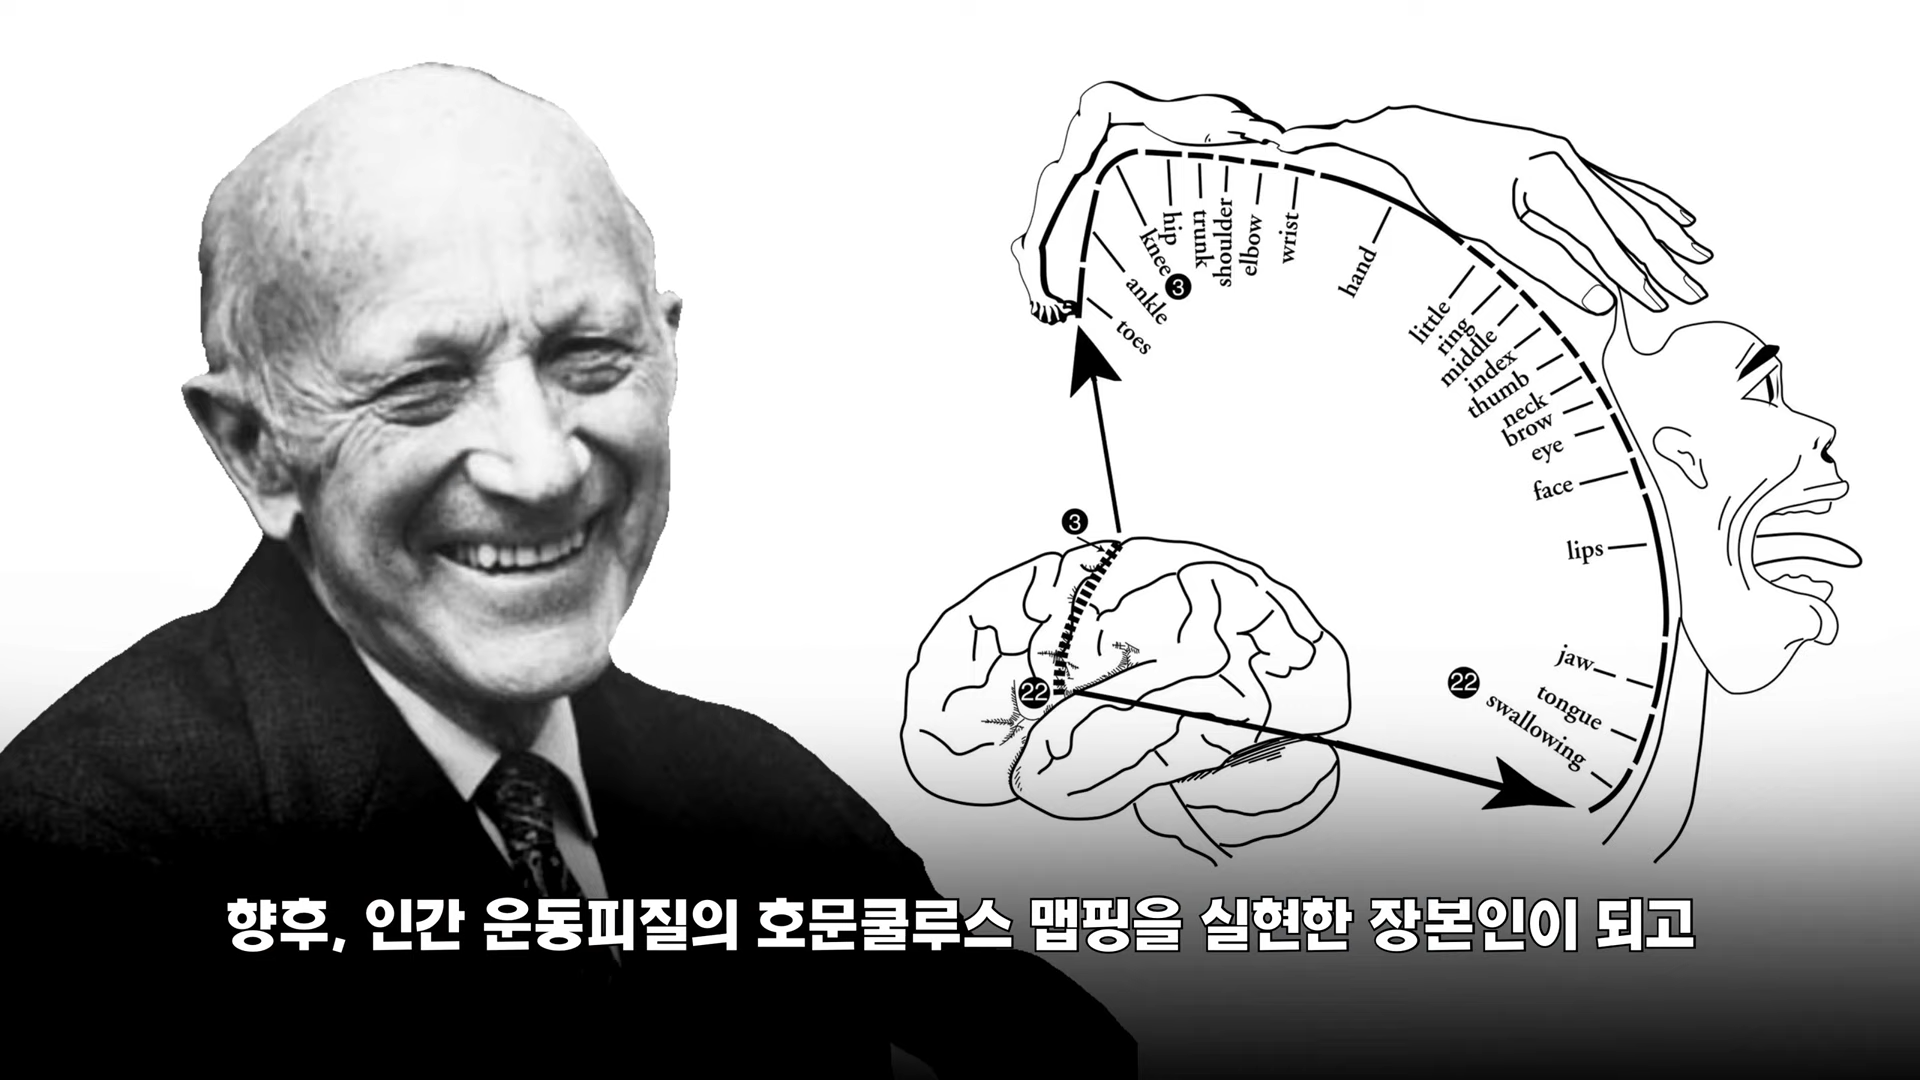 hip
trunk
shoulder
elbow
wrist
knee
3
hand
ankle
toes
little
ring
middle
index
thumb
neck
brow
eye
face
lips
3
jaw
22
22
tongue
swallowing
향후, 인간 운동피질의 호문쿨루스 맵핑을 실현한 장본인이 되고